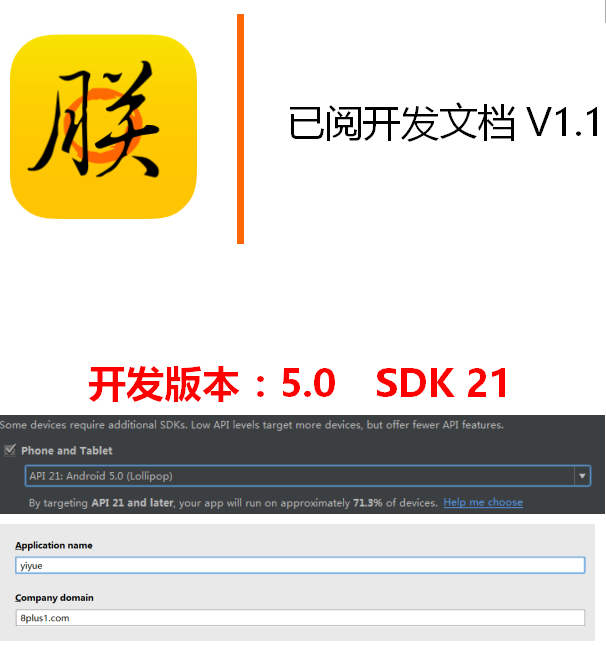 朕
已阅开发文档 V1.1
开发版本：5.0 SDK 21
Some devices require additional SDKs. Low API levels target more devices, but offer fewer API features.
Phone and Tablet
API 21: Android 5.0 (Lollipop)
By targeting API 21 and later, your app will run on approximately 71.3% of devices. Help me choose
Application name
yiyue
Company domain
8plus1.com